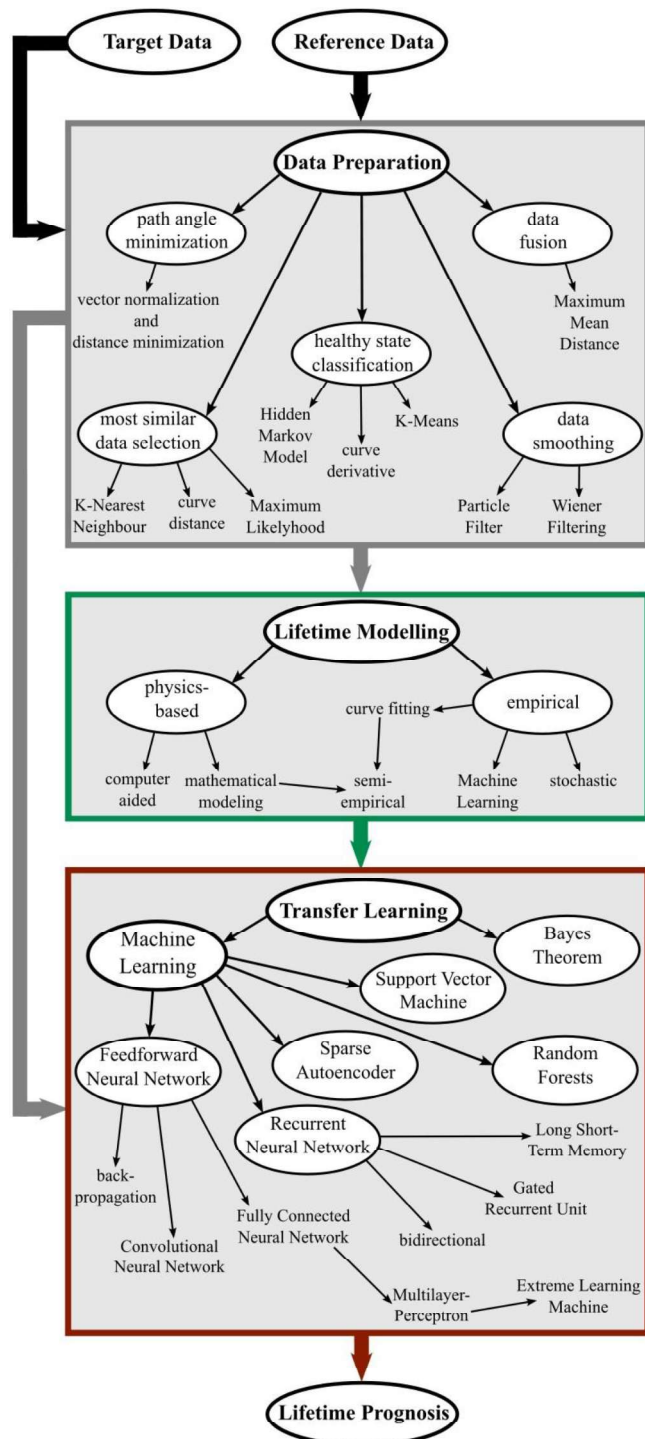 Target Data
Reference Data
Data Preparation
path angle
minimization
data
fusion
vector normalization
and
distance minimization
Maximum
Mean
Distance
healthy state
classification
most similar
data selection
Hidden
Markov
Model
curve
derivative
K-Means
data
smoothing
K-Nearest
Neighbour
curve
distance
Maximum
Likelyhood
Particle
Filter
Wiener
Filtering
Lifetime Modelling
physics-
based
curve fitting
empirical
computer
aided
mathematical
modeling
semi-
empirical
Machine
Learning
stochastic
Transfer Learning
Machine
Learning
Bayes
Theorem
Support Vector
Machine
Feedforward
Neural Network
Sparse
Autoencoder
Random
Forests
Recurrent
Neural Network
Long Short-
Term Memory
back-
propagation
Gated
Recurrent Unit
Fully Connected
Neural Network
bidirectional
Convolutional
Neural Network
Multilayer-
Perceptron
Extreme Learning
Machine
Lifetime Prognosis